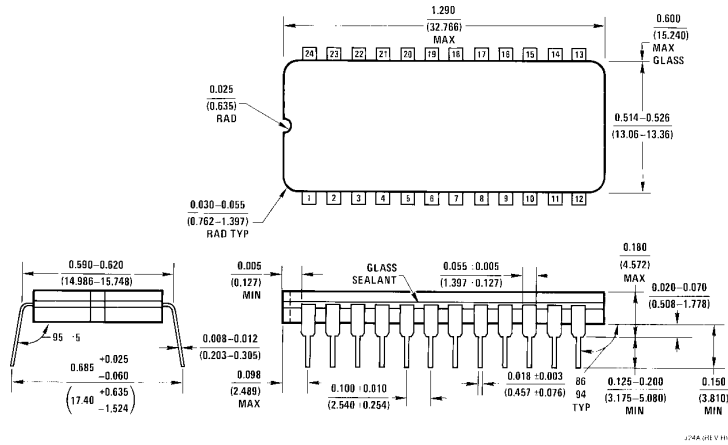 1.290
(32.766)
MAX
0.600
(15.240)
MAX
GLASS
24 23 22 21 20 19 18 17 16 15 14 13
0.025
(0.635)
RAD
0.514–0.526
(13.06–13.36)
1 2 3 4 5 6 7 8 9 10 11 12
0.030–0.055
(0.762–1.397)
RAD TYP
0.590–0.620
(14.986–15.748)
0.005
(0.127)
MIN
GLASS
SEALANT
0.055 ±0.005
(1.397 ±0.127)
0.180
(4.572)
MAX
0.020–0.070
(0.508–1.778)
95 ±5
0.008–0.012
(0.203–0.305)
0.685 +0.025
−0.060
(17.40 +0.635
−1.524)
0.098
(2.489)
MAX
0.100 ±0.010
(2.540 ±0.254)
0.018 ±0.003
(0.457 ±0.076)
86
94
TYP
0.125–0.200
(3.175–5.080)
MIN
0.150
(3.810)
MIN
J24A (REV H)